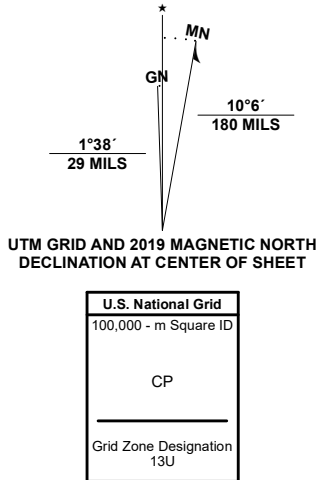 ★
MN
GN
10°6´
180 MILS
1°38´
29 MILS
UTM GRID AND 2019 MAGNETIC NORTH
DECLINATION AT CENTER OF SHEET
U.S. National Grid
100,000 - m Square ID
CP
Grid Zone Designation
13U